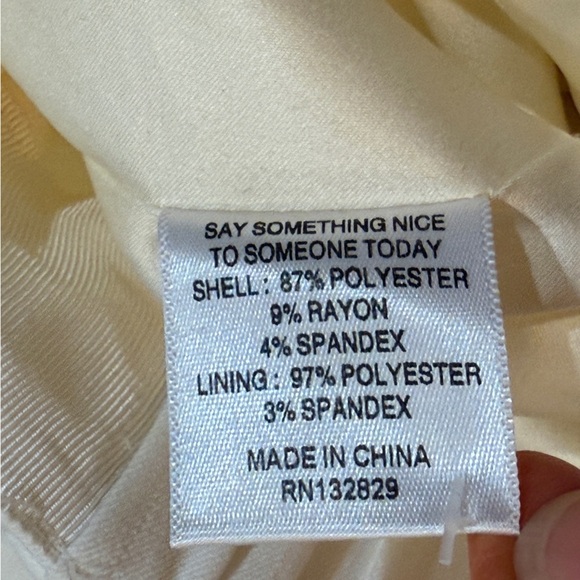 SAY SOMETHING NICE
TO SOMEONE TODAY
SHELL: 87% POLYESTER
9% RAYON
4% SPANDEX
LINING: 97% POLYESTER
3% SPANDEX
MADE IN CHINA
RN132829